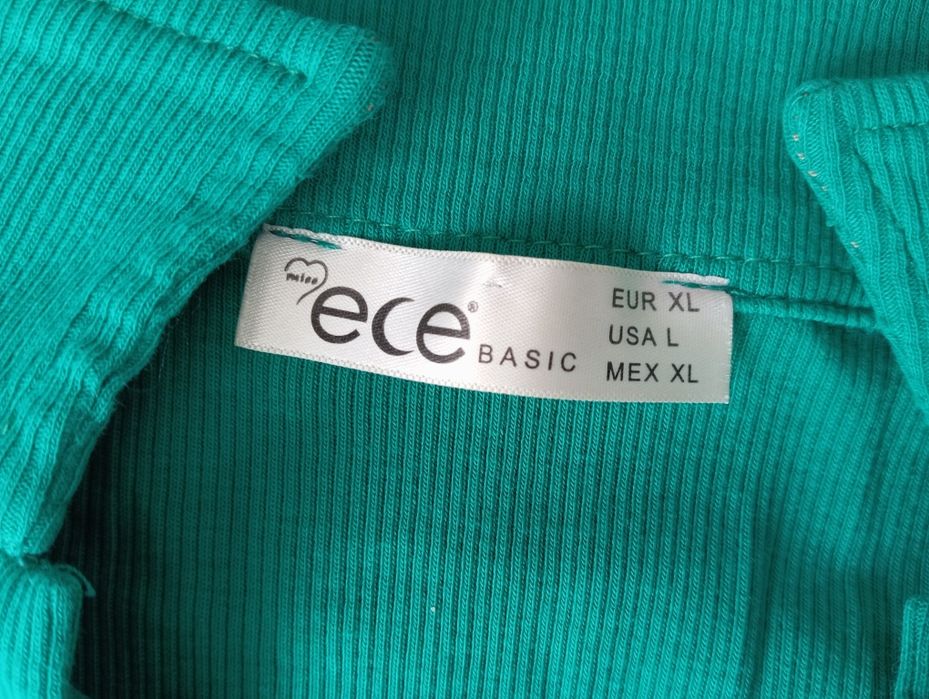 miss
ece®
BASIC
EUR XL
USA L
MEX XL